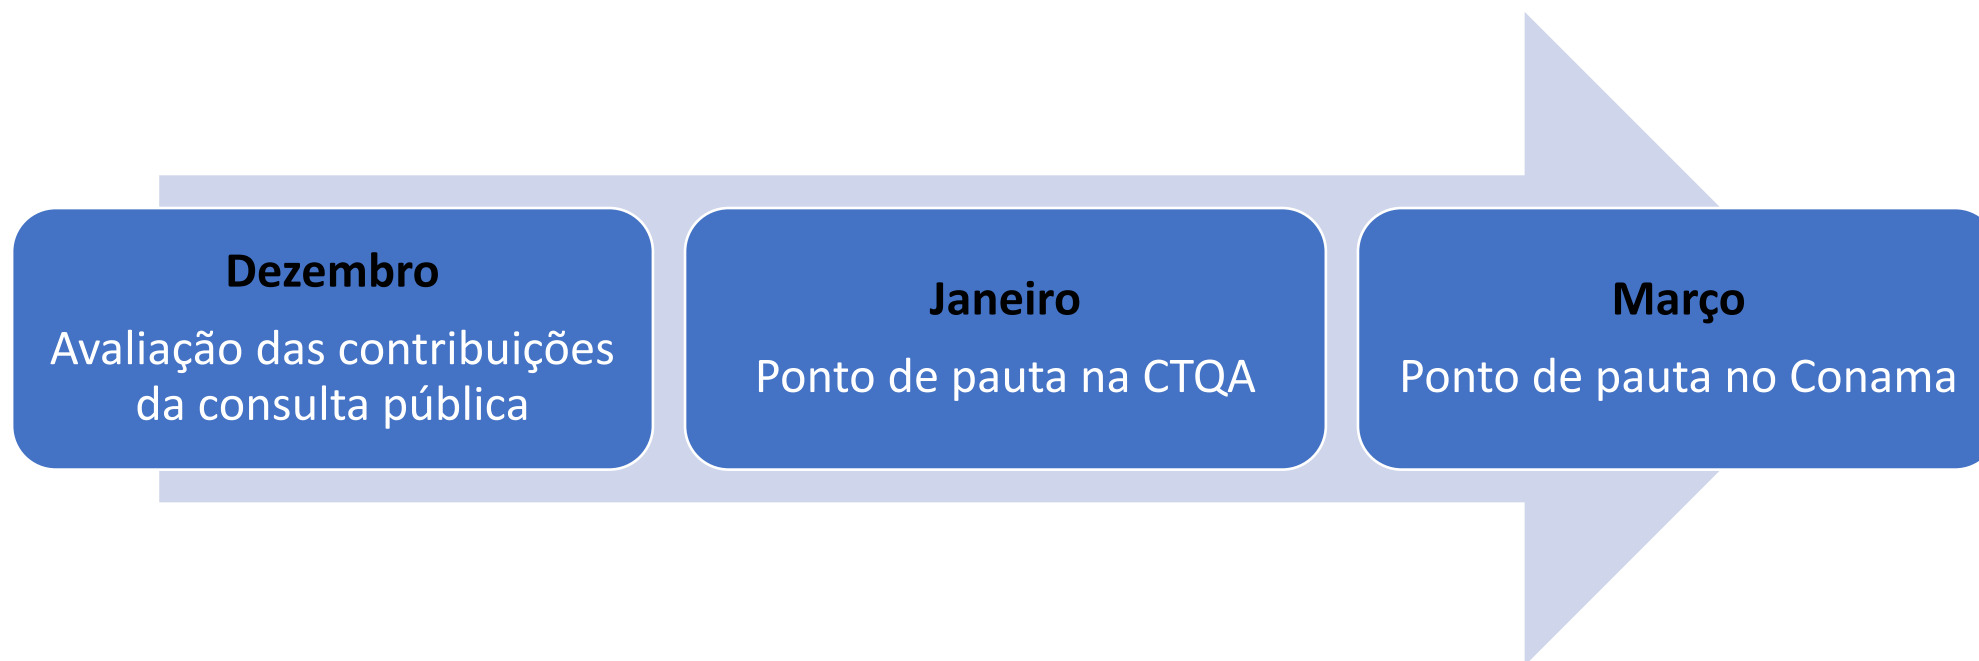 Dezembro
Avaliação das contribuições
da consulta pública
Janeiro
Ponto de pauta na CTQA
Março
Ponto de pauta no Conama